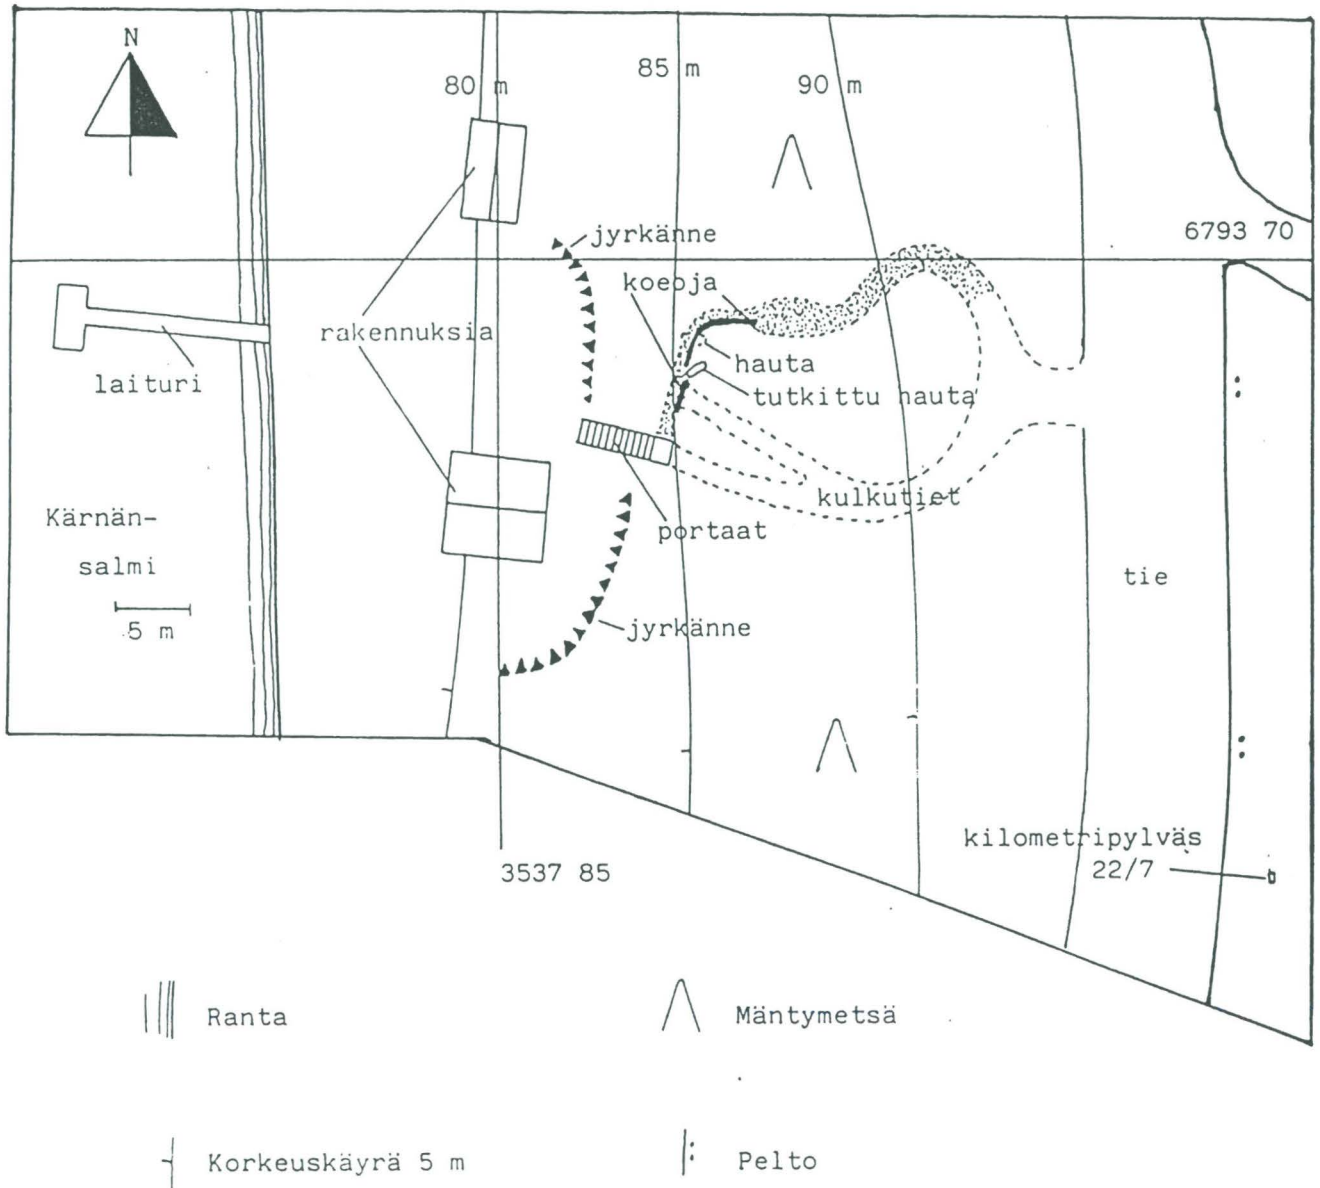 N
80 m
85 m
90 m
6793 70
jyrkänne
koeoja
rakennuksia
laituri
hauta
tutkittu hauta
kulkutiet
portaat
Kärnän-
salmi
5 m
jyrkänne
tie
kilometripylväs
22/7
3537 85
Ranta
Mäntymetsä
Korkeuskäyrä 5 m
Pelto